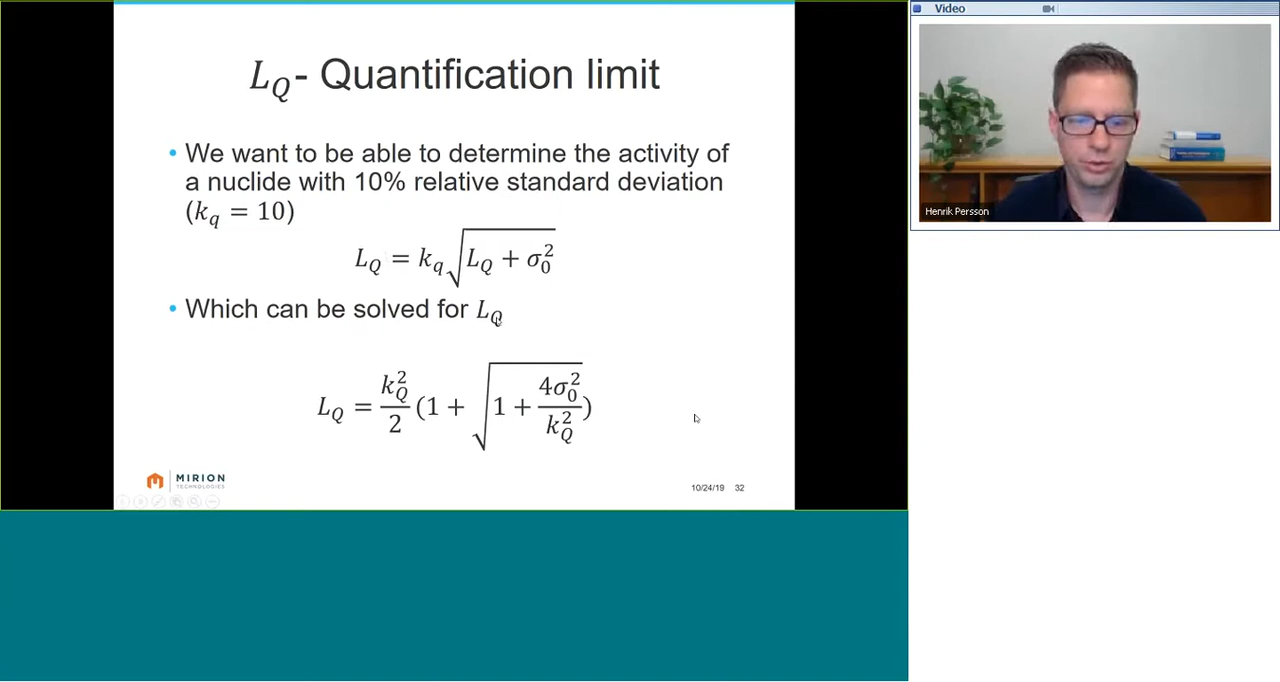 L_Q- Quantification limit
• We want to be able to determine the activity of
a nuclide with 10% relative standard deviation
(k_q = 10)
L_Q = k_q √(L_Q + σ_0^2)
• Which can be solved for L_Q
L_Q = k_Q^2/2 (1 + √(1 + 4σ_0^2/k_Q^2))
MIRION
TECHNOLOGIES
10/24/19 32
Video
Henrik Persson